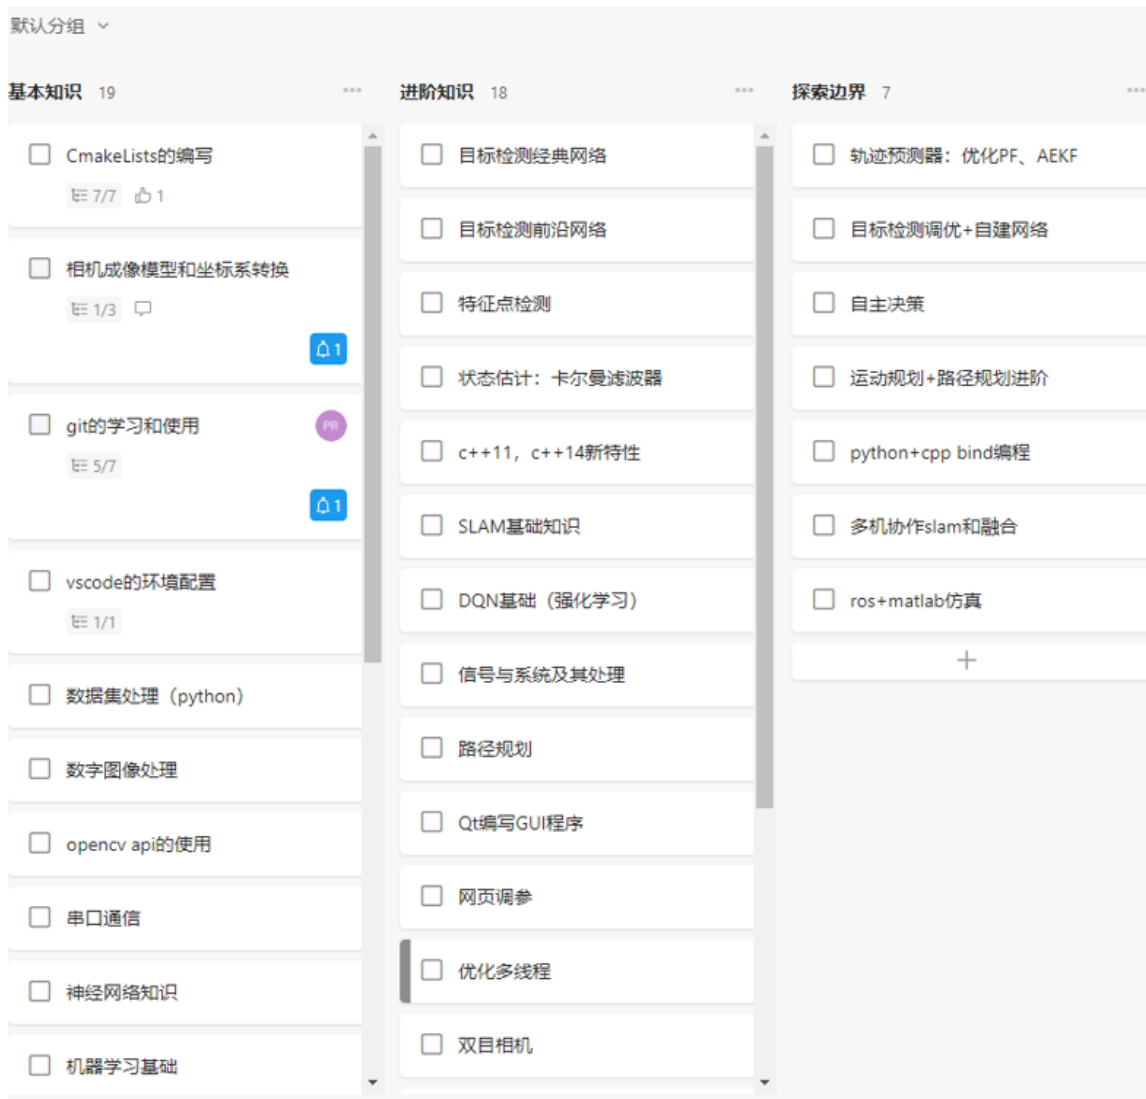 默认分组
基本知识 19
CmakeLists的编写
7/7 1
相机成像模型和坐标系转换
1/3
1
git的学习和使用 PR
5/7
1
vscode的环境配置
1/1
数据集处理（python）
数字图像处理
opencv api的使用
串口通信
神经网络知识
机器学习基础
进阶知识 18
目标检测经典网络
目标检测前沿网络
特征点检测
状态估计：卡尔曼滤波器
c++11，c++14新特性
SLAM基础知识
DQN基础（强化学习）
信号与系统及其处理
路径规划
Qt编写GUI程序
网页调参
优化多线程
双目相机
探索边界 7
轨迹预测器：优化PF、AEKF
目标检测调优+自建网络
自主决策
运动规划+路径规划进阶
python+cpp bind编程
多机协作slam和融合
ros+matlab仿真